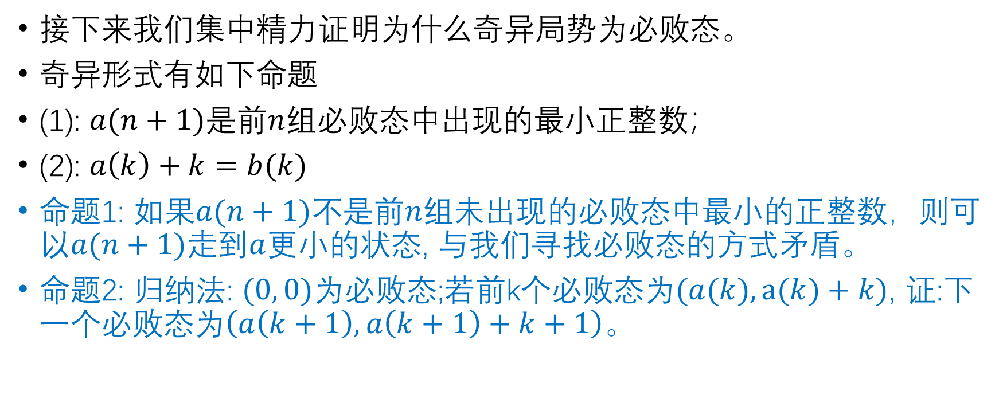 • 接下来我们集中精力证明为什么奇异局势为必败态。
• 奇异形式有如下命题
• (1): a(n + 1)是前n组必败态中出现的最小正整数；
• (2): a(k) + k = b(k)
• 命题1: 如果a(n + 1)不是前n组未出现的必败态中最小的正整数, 则可
以a(n + 1)走到a更小的状态, 与我们寻找必败态的方式矛盾。
• 命题2: 归纳法: (0, 0)为必败态;若前k个必败态为(a(k), a(k) + k), 证:下
一个必败态为(a(k + 1), a(k + 1) + k + 1)。